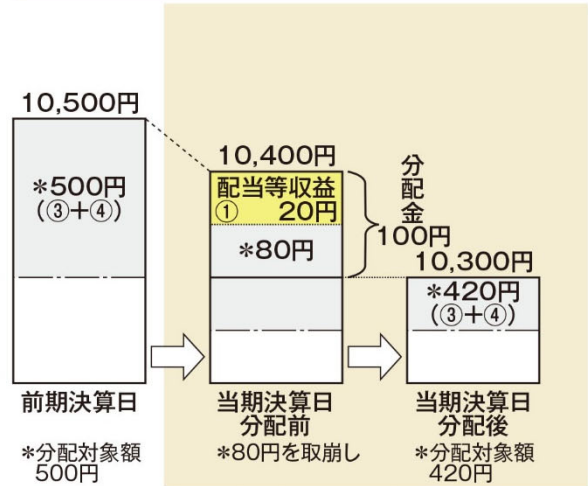 10,500円
*500円
(③+④)
前期決算日
*分配対象額
500円
10,400円
配当等収益
① 20円
*80円
分配金
100円
当期決算日
分配前
*80円を取崩し
10,300円
*420円
(③+④)
当期決算日
分配後
*分配対象額
420円